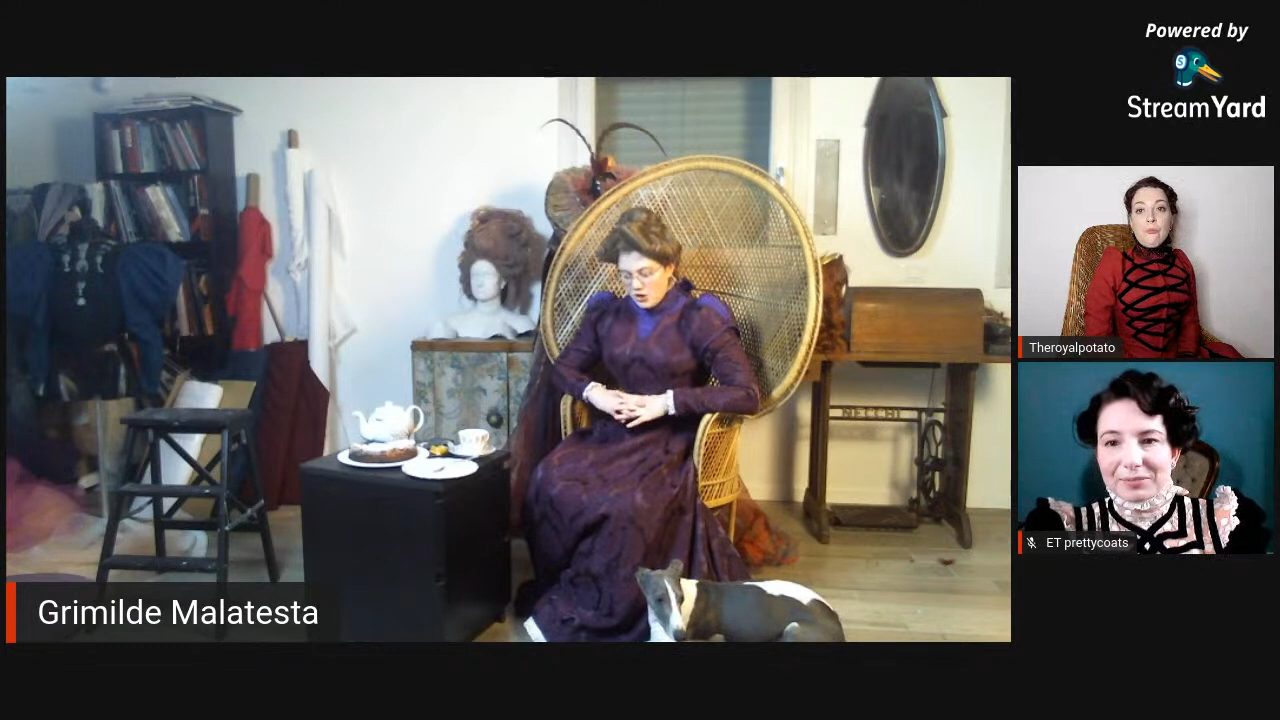 Powered by
StreamYard
NECCHI
Theroyalpotato
ET prettycoats
Grimilde Malatesta